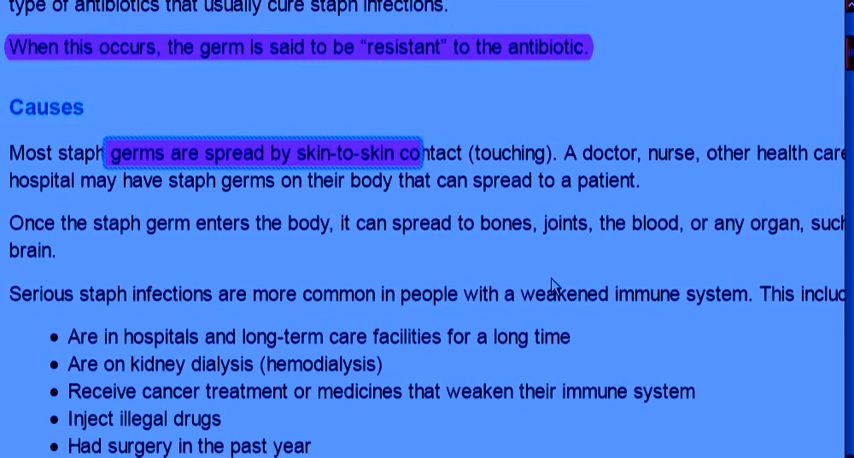 type of antibiotics that usually cure staph infections.
When this occurs, the germ is said to be “resistant” to the antibiotic.
Causes
Most staph germs are spread by skin-to-skin contact (touching). A doctor, nurse, other health care
hospital may have staph germs on their body that can spread to a patient.
Once the staph germ enters the body, it can spread to bones, joints, the blood, or any organ, such
brain.
Serious staph infections are more common in people with a weakened immune system. This includ
• Are in hospitals and long-term care facilities for a long time
• Are on kidney dialysis (hemodialysis)
• Receive cancer treatment or medicines that weaken their immune system
• Inject illegal drugs
• Had surgery in the past year